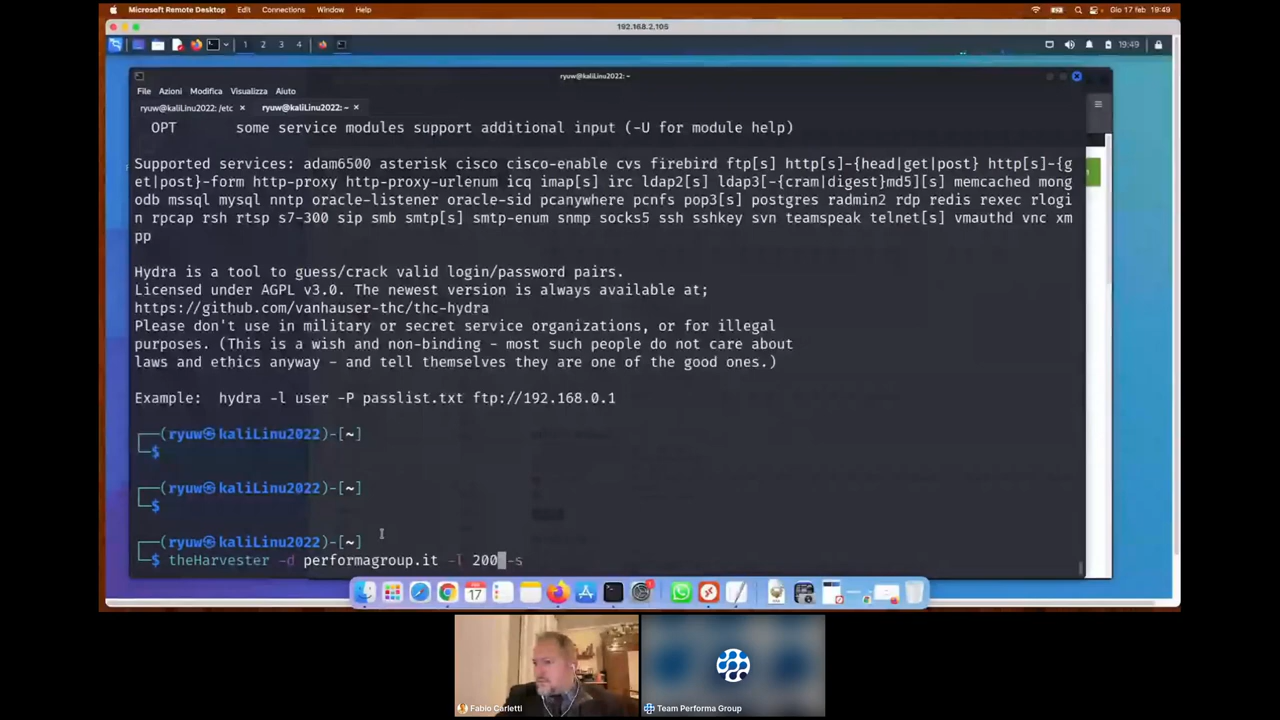 Microsoft Remote Desktop Edit Connections Window Help Gio 17 feb 19:49
192.168.2.105
1 2 3 4 19:49
ryuw@kaliLinu2022: ~
File Azioni Modifica Visualizza Aiuto
ryuw@kaliLinu2022: /etc × ryuw@kaliLinu2022: ~ ×
OPT some service modules support additional input (-U for module help)
Supported services: adam6500 asterisk cisco cisco-enable cvs firebird ftp[s] http[s]-{head|get|post} http[s]-{g
et|post}-form http-proxy http-proxy-urlenum icq imap[s] irc ldap2[s] ldap3[-{cram|digest}md5][s] memcached mong
odb mssql mysql nntp oracle-listener oracle-sid pcanywhere pcnfs pop3[s] postgres radmin2 rdp redis rexec rlogi
n rpcap rsh rtsp s7-300 sip smb smtp[s] smtp-enum snmp socks5 ssh sshkey svn teamspeak telnet[s] vmauthd vnc xm
pp
Hydra is a tool to guess/crack valid login/password pairs.
Licensed under AGPL v3.0. The newest version is always available at;
https://github.com/vanhauser-thc/thc-hydra
Please don't use in military or secret service organizations, or for illegal
purposes. (This is a wish and non-binding - most such people do not care about
laws and ethics anyway - and tell themselves they are one of the good ones.)
Example: hydra -l user -P passlist.txt ftp://192.168.0.1
┌──(ryuw㉿kaliLinu2022)-[~]
└─$
┌──(ryuw㉿kaliLinu2022)-[~]
└─$
┌──(ryuw㉿kaliLinu2022)-[~]
└─$ theHarvester -d performagroup.it -l 200 -s
17
Fabio Carletti Team Performa Group